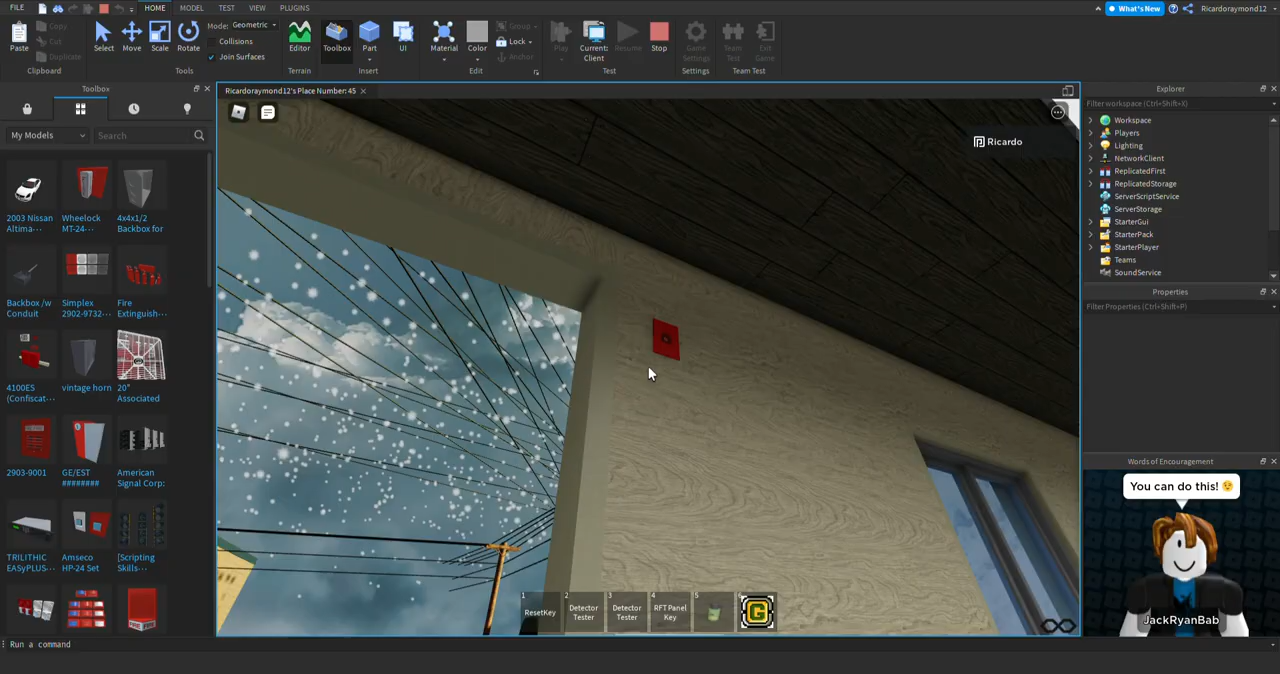 FILE
HOME
MODEL
TEST
VIEW
PLUGINS
What's New
Ricardoraymond12
Paste
Copy
Cut
Duplicate
Clipboard
Select
Move
Scale
Rotate
Mode: Geometric
Collisions
Join Surfaces
Tools
Editor
Terrain
Toolbox
Part
UI
Insert
Material
Color
Group
Lock
Anchor
Edit
Play
Current:
Client
Resume
Stop
Test
Game
Settings
Settings
Team
Test
Exit
Game
Team Test
Toolbox
My Models
Search
2003 Nissan
Altima...
Wheelock
MT-24-...
4x4x1/2
Backbox for
Backbox /w
Conduit
Simplex
2902-9732-...
Fire
Extinguish...
4100ES
(Confiscat...
vintage horn
20"
Associated
2903-9001
GE/EST
########
American
Signal Corp:
TRILITHIC
EASyPLUS...
Amseco
HP-24 Set
[Scripting
Skills...
Ricardoraymond12's Place Number: 45
Ricardo
1
ResetKey
2
Detector
Tester
3
Detector
Tester
4
RFT Panel
Key
5
G
Explorer
Filter workspace (Ctrl+Shift+X)
Workspace
Players
Lighting
NetworkClient
ReplicatedFirst
ReplicatedStorage
ServerScriptService
ServerStorage
StarterGui
StarterPack
StarterPlayer
Teams
SoundService
Properties
Filter Properties (Ctrl+Shift+P)
Words of Encouragement
You can do this! 😉
JackRyanBab
Run a command